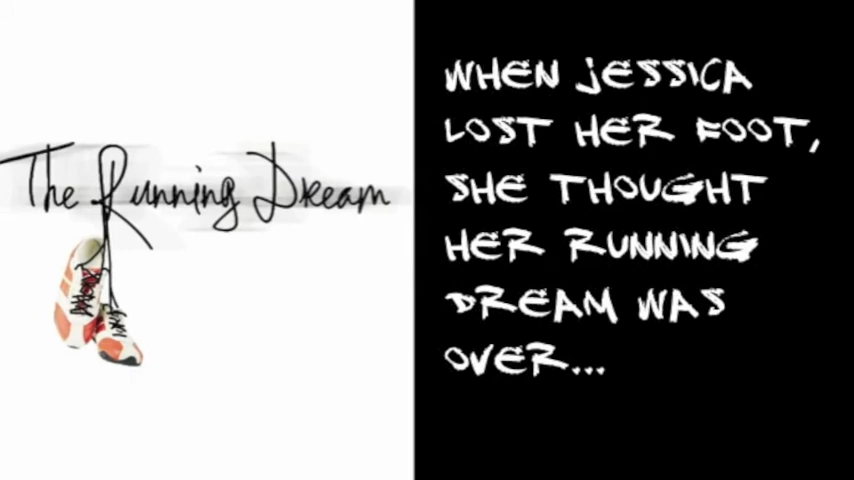 The Running Dream
WHEN JESSICA
LOST HER FOOT,
SHE THOUGHT
HER RUNNING
DREAM WAS
OVER...